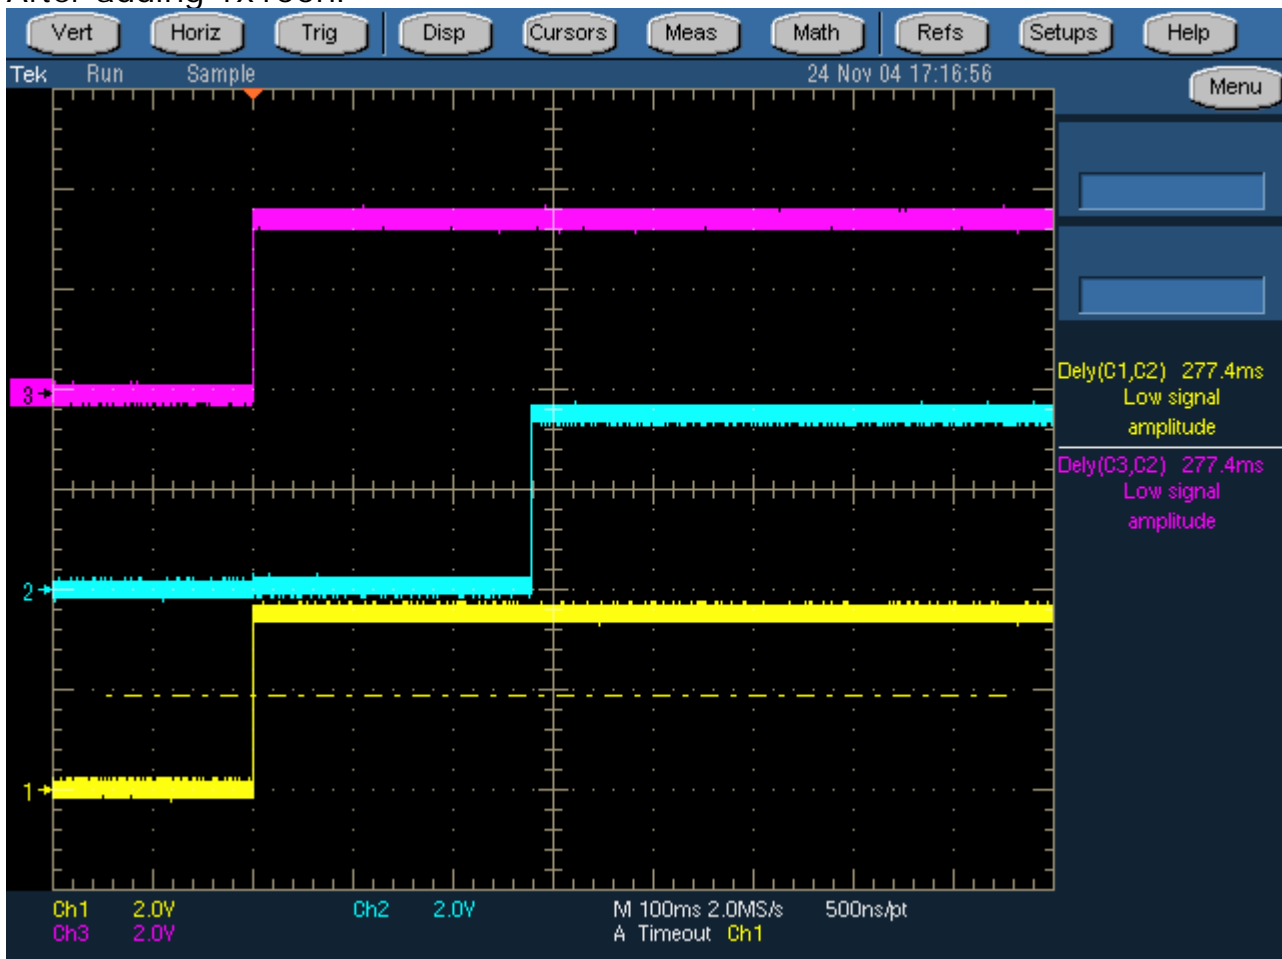 After adding 1x100n.
Vert Horiz Trig Disp Cursors Meas Math Refs Setups Help
Tek Run Sample 24 Nov 04 17:16:56
Menu
Dely(C1,C2) 277.4ms
Low signal
amplitude
3
Dely(C3,C2) 277.4ms
Low signal
amplitude
2
1
Ch1 2.0V Ch2 2.0V M 100ms 2.0MS/s 500ns/pt
Ch3 2.0V A Timeout Ch1